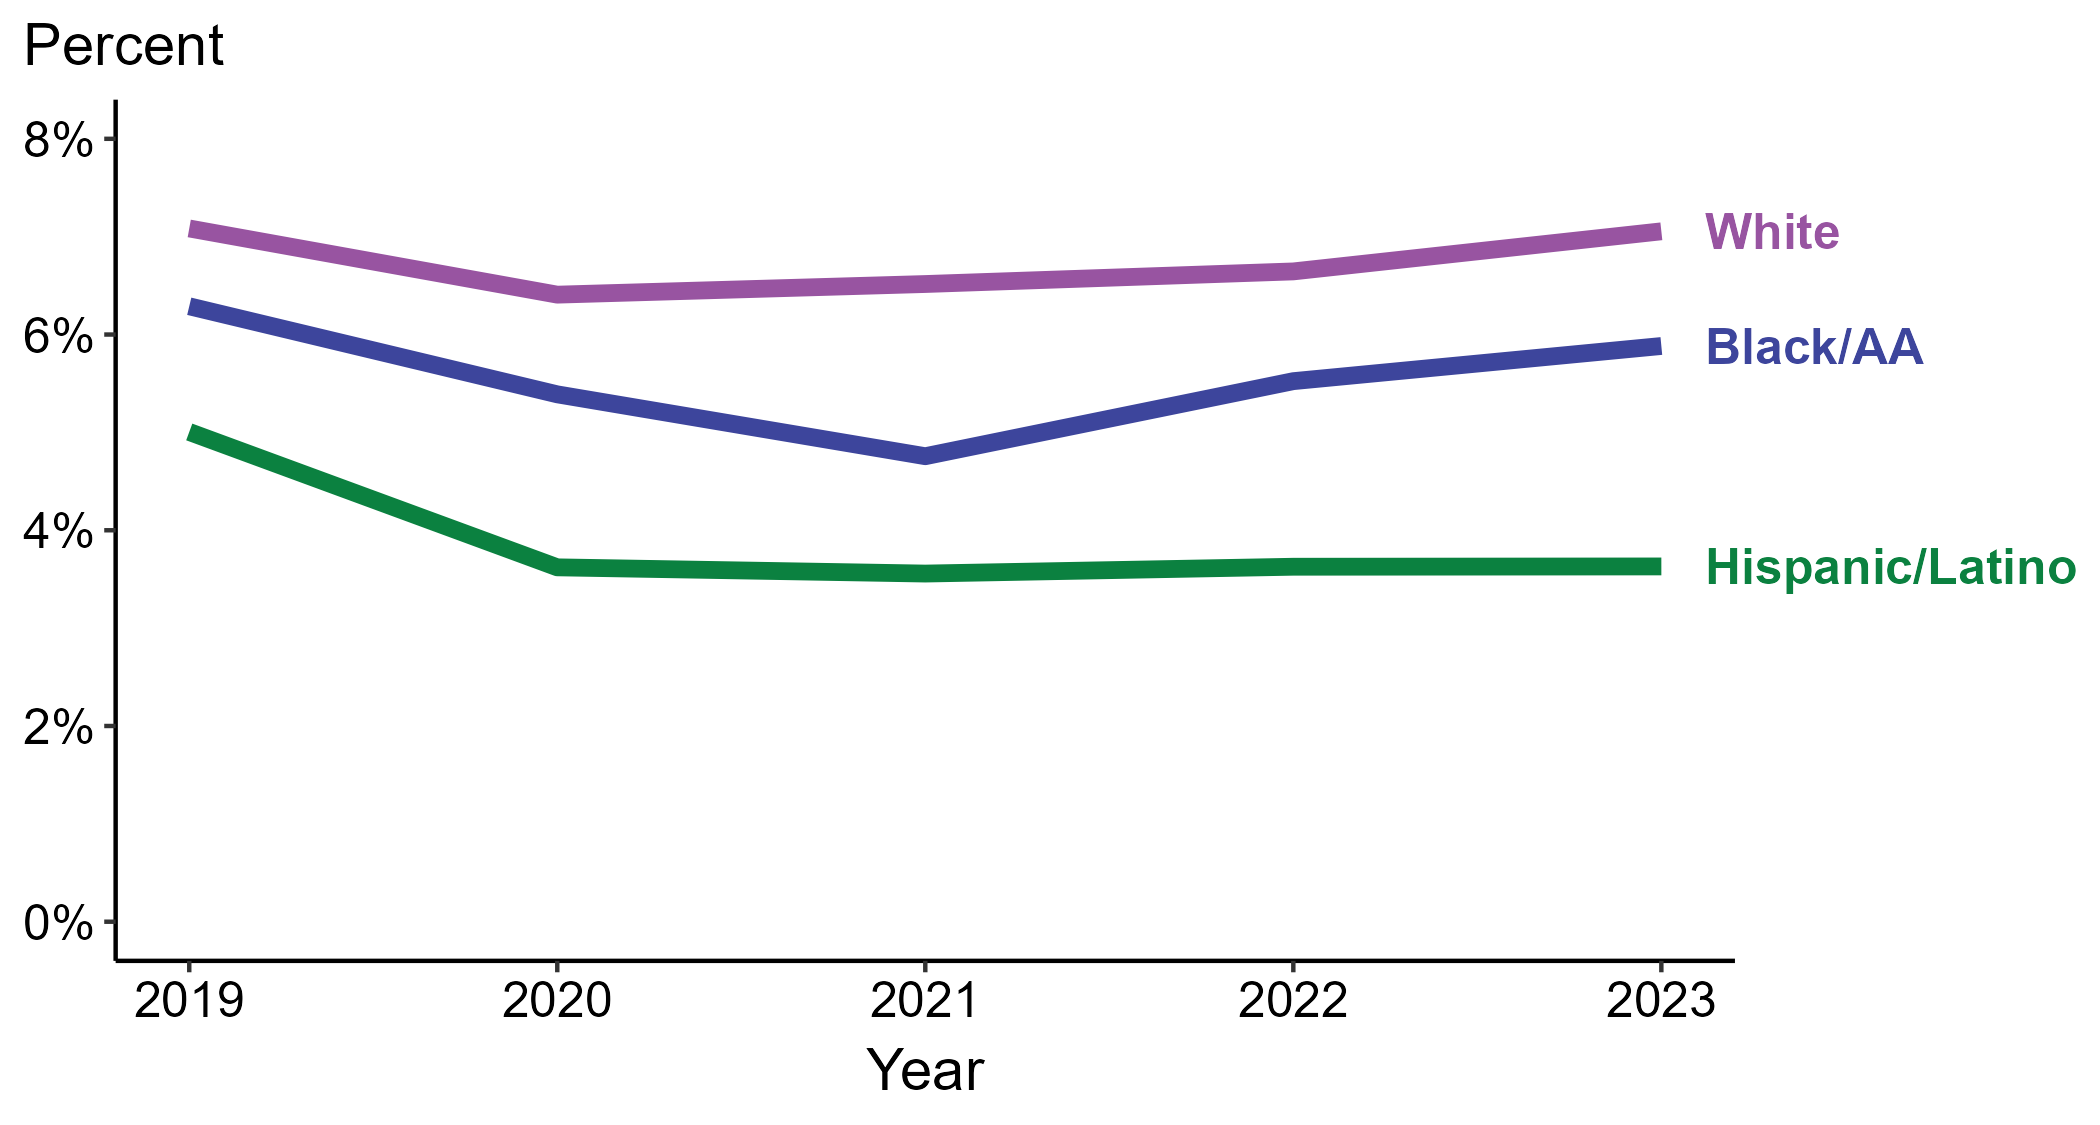 Percent
8%
6%
4%
2%
0%
White
Black/AA
Hispanic/Latino
2019 2020 2021 2022 2023
Year